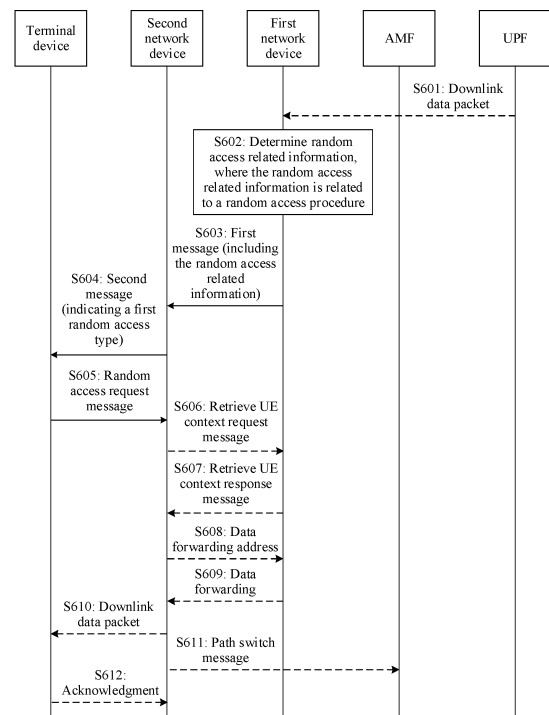 Terminal
device
Second
network
device
First
network
device
AMF
UPF
S601: Downlink
data packet
S602: Determine random
access related information,
where the random access
related information is related
to a random access procedure
S603: First
message (including
the random access
related
information)
S604: Second
message
(indicating a first
random access
type)
S605: Random
access request
message
S606: Retrieve UE
context request
message
S607: Retrieve UE
context response
message
S608: Data
forwarding address
S609: Data
forwarding
S610: Downlink
data packet
S611: Path switch
message
S612:
Acknowledgment